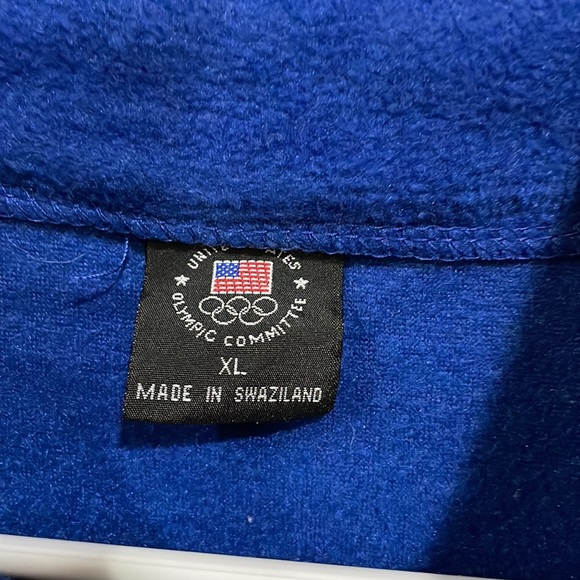 OLYMPIC COMMITTEE
XL
MADE IN SWAZILAND